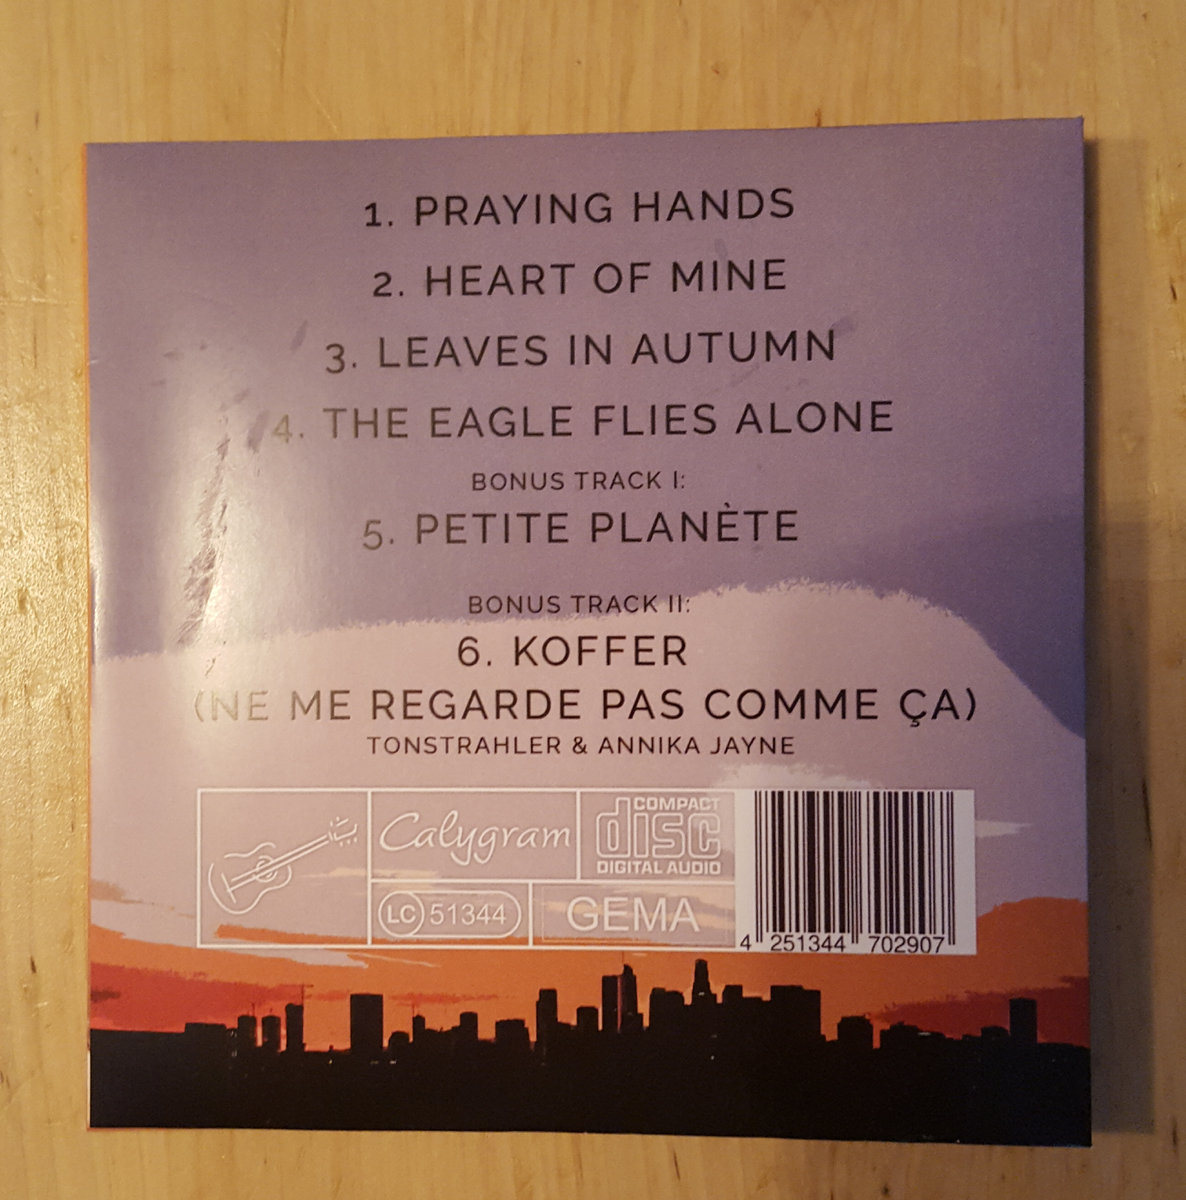 1. PRAYING HANDS
2. HEART OF MINE
3. LEAVES IN AUTUMN
4. THE EAGLE FLIES ALONE
BONUS TRACK I:
5. PETITE PLANÈTE
BONUS TRACK II:
6. KOFFER
(NE ME REGARDE PAS COMME ÇA)
TONSTRAHLER & ANNIKA JAYNE
Calygram
COMPACT
disc
DIGITAL AUDIO
LC 51344
GEMA
4 251344 702907